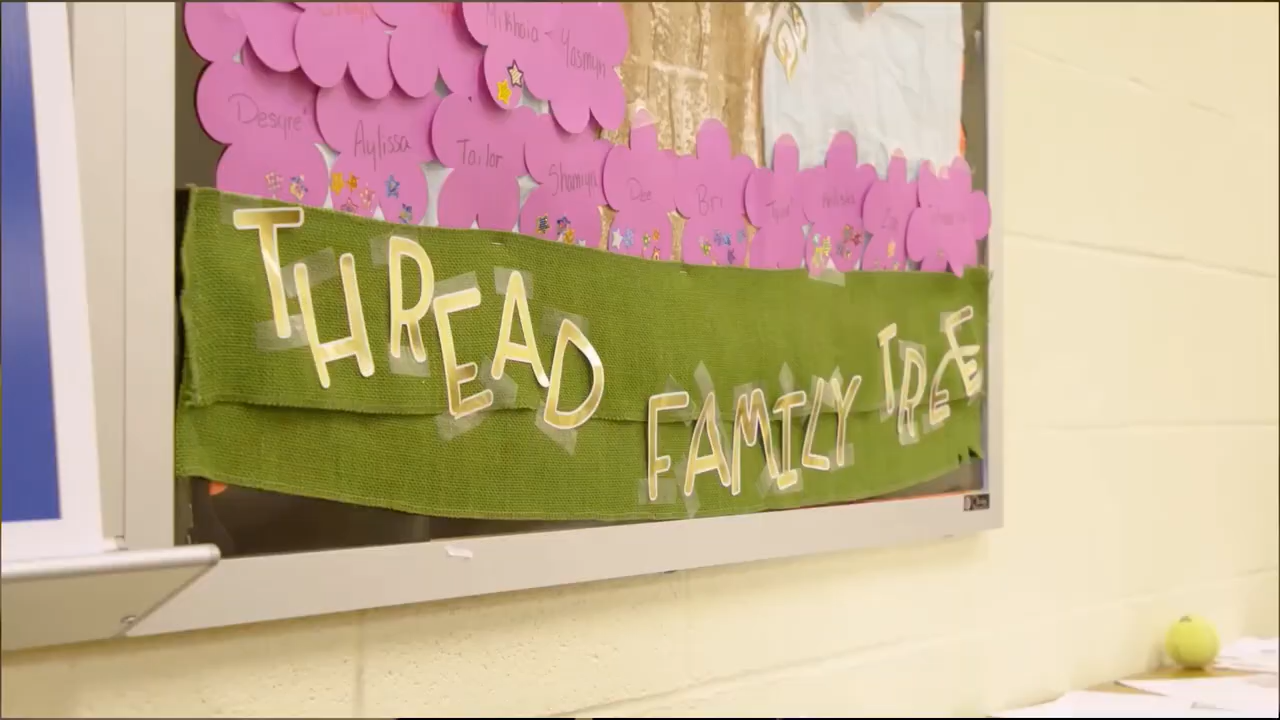 Mikhaia - Yasmyn
Desyre'
Aylissa
Tailor
Shamiya
Dee
Bri
THREAD
FAMILY
TREE